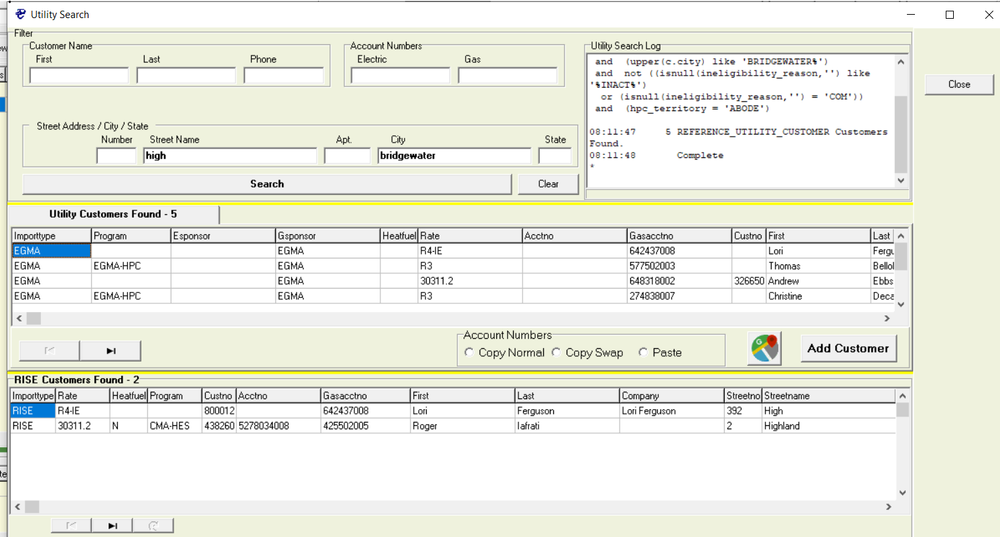 Utility Search
Filter
Customer Name
First Last Phone
Account Numbers
Electric Gas
Street Address / City / State
Number Street Name Apt. City State
high bridgewater
Search Clear
Utility Search Log
and (upper(c.city) like 'BRIDGEWATER%')
and not ((isnull(ineligibility_reason,'') like
'%INACT%')
or (isnull(ineligibility_reason,'') = 'COM'))
and (hpc_territory = 'ABODE')
08:11:47 5 REFERENCE_UTILITY_CUSTOMER Customers
Found.
08:11:48 Complete
*
Close
Utility Customers Found - 5
Importtype Program Esponsor Gsponsor Heatfuel Rate Acctno Gasacctno Custno First Last
EGMA EGMA R4-IE 642437008 Lori Fergu
EGMA EGMA-HPC EGMA R3 577502003 Thomas Bellol
EGMA EGMA 30311.2 648318002 326650 Andrew Ebbs
EGMA EGMA-HPC EGMA R3 274838007 Christine Deca
Account Numbers
Copy Normal Copy Swap Paste
G
Add Customer
RISE Customers Found - 2
Importtype Rate Heatfuel Program Custno Acctno Gasacctno First Last Company Streetno Streetname
RISE R4-IE 800012 642437008 Lori Ferguson Lori Ferguson 392 High
RISE 30311.2 N CMA-HES 438260 5278034008 425502005 Roger Iafrati 2 Highland